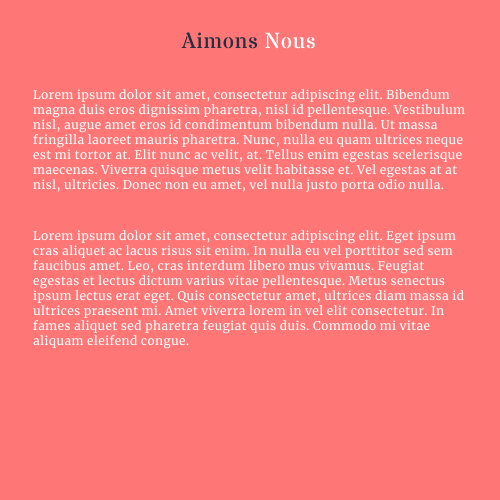 Aimons Nous
Lorem ipsum dolor sit amet, consectetur adipiscing elit. Bibendum
magna duis eros dignissim pharetra, nisl id pellentesque. Vestibulum
nisl, augue amet eros id condimentum bibendum nulla. Ut massa
fringilla laoreet mauris pharetra. Nunc, nulla eu quam ultrices neque
est mi tortor at. Elit nunc ac velit, at. Tellus enim egestas scelerisque
maecenas. Viverra quisque metus velit habitasse et. Vel egestas at at
nisl, ultricies. Donec non eu amet, vel nulla justo porta odio nulla.
Lorem ipsum dolor sit amet, consectetur adipiscing elit. Eget ipsum
cras aliquet ac lacus risus sit enim. In nulla eu vel porttitor sed sem
faucibus amet. Leo, cras interdum libero mus vivamus. Feugiat
egestas et lectus dictum varius vitae pellentesque. Metus senectus
ipsum lectus erat eget. Quis consectetur amet, ultrices diam massa id
ultrices praesent mi. Amet viverra lorem in vel elit consectetur. In
fames aliquet sed pharetra feugiat quis duis. Commodo mi vitae
aliquam eleifend congue.